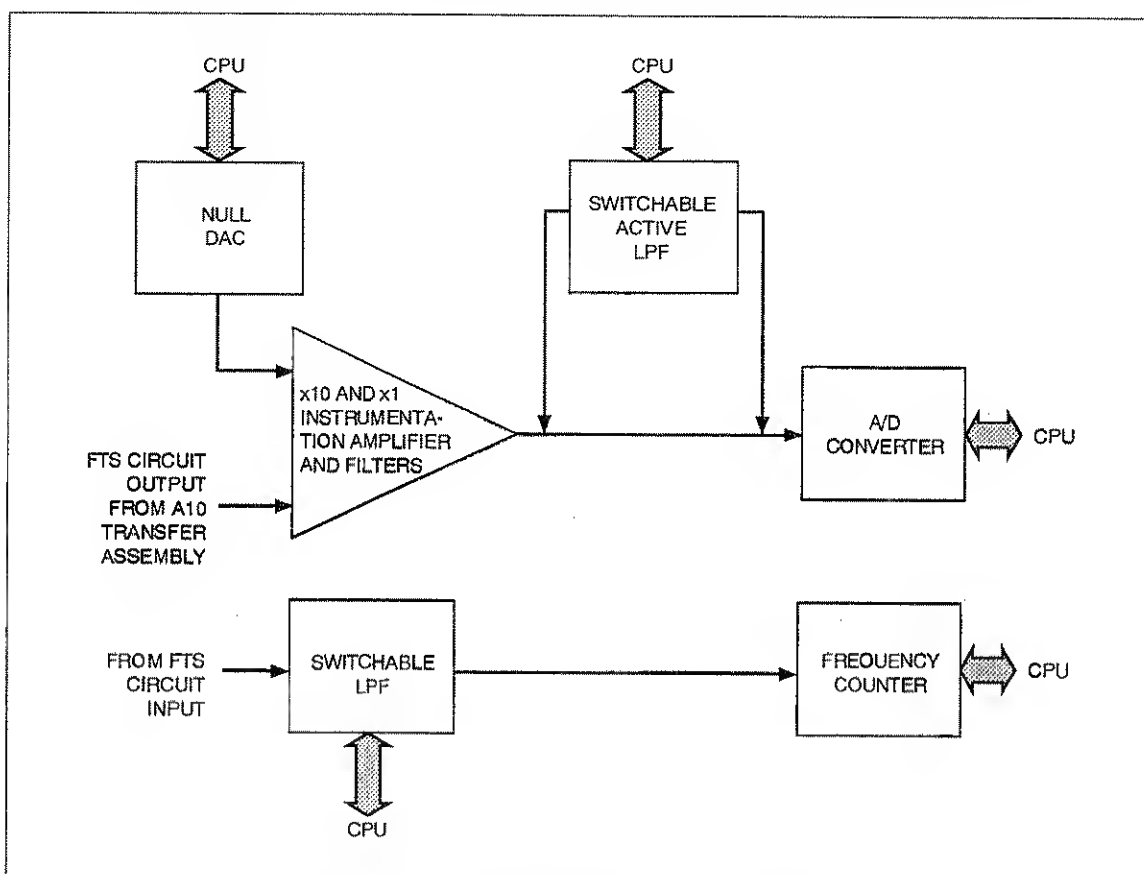 CPU
CPU
NULL
DAC
SWITCHABLE
ACTIVE
LPF
x10 AND x1
INSTRUMENTA-
TION AMPLIFIER
AND FILTERS
A/D
CONVERTER
CPU
FTS CIRCUIT
OUTPUT
FROM A10
TRANSFER
ASSEMBLY
FROM FTS
CIRCUIT
INPUT
SWITCHABLE
LPF
FREQUENCY
COUNTER
CPU
CPU